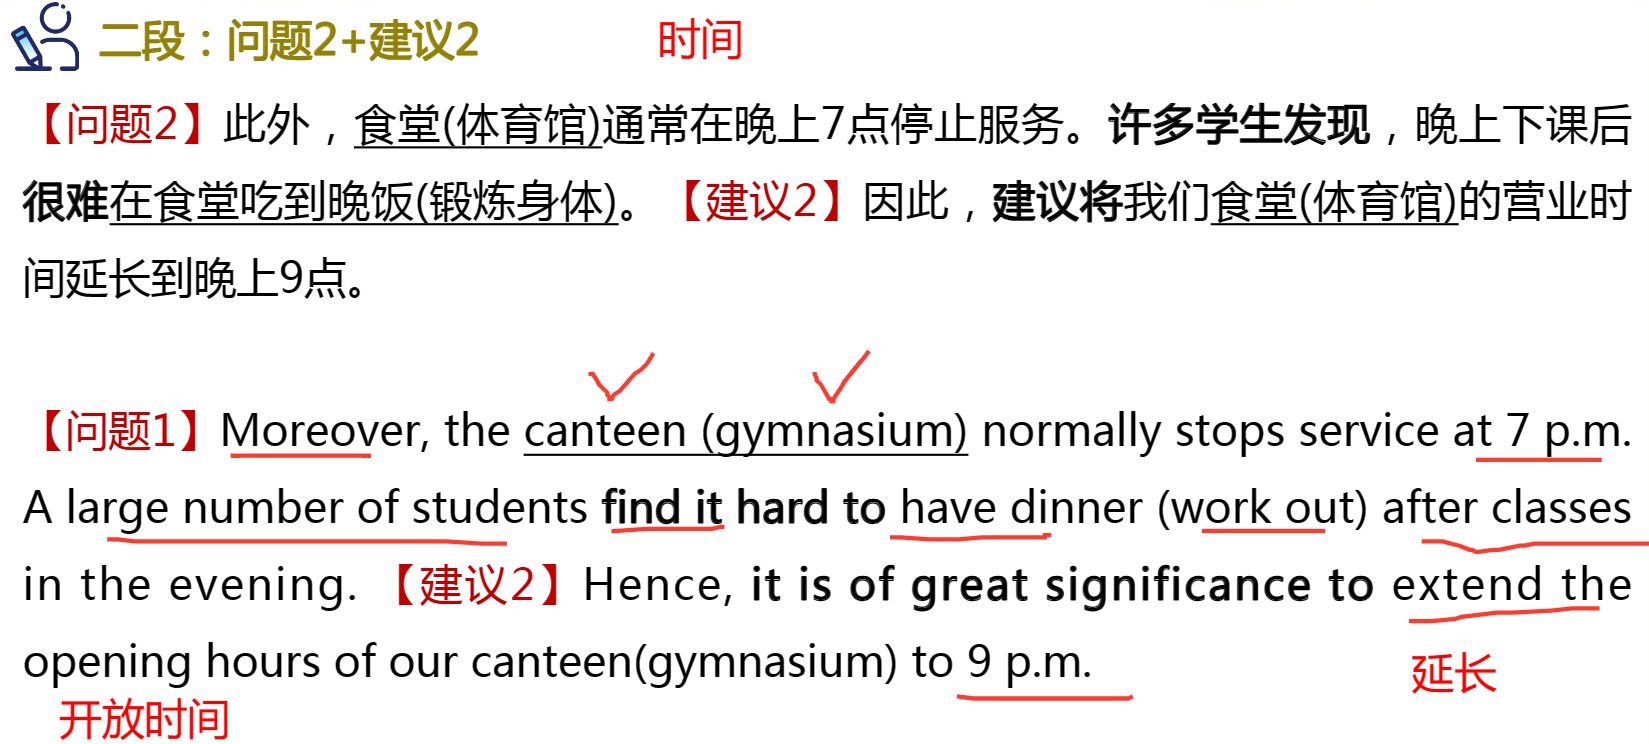 二段：问题2+建议2 时间
【问题2】此外，食堂(体育馆)通常在晚上7点停止服务。许多学生发现，晚上下课后
很难在食堂吃到晚饭(锻炼身体)。【建议2】因此，建议将我们食堂(体育馆)的营业时
间延长到晚上9点。
【问题1】Moreover, the canteen (gymnasium) normally stops service at 7 p.m.
A large number of students find it hard to have dinner (work out) after classes
in the evening. 【建议2】Hence, it is of great significance to extend the
opening hours of our canteen(gymnasium) to 9 p.m.
延长
开放时间